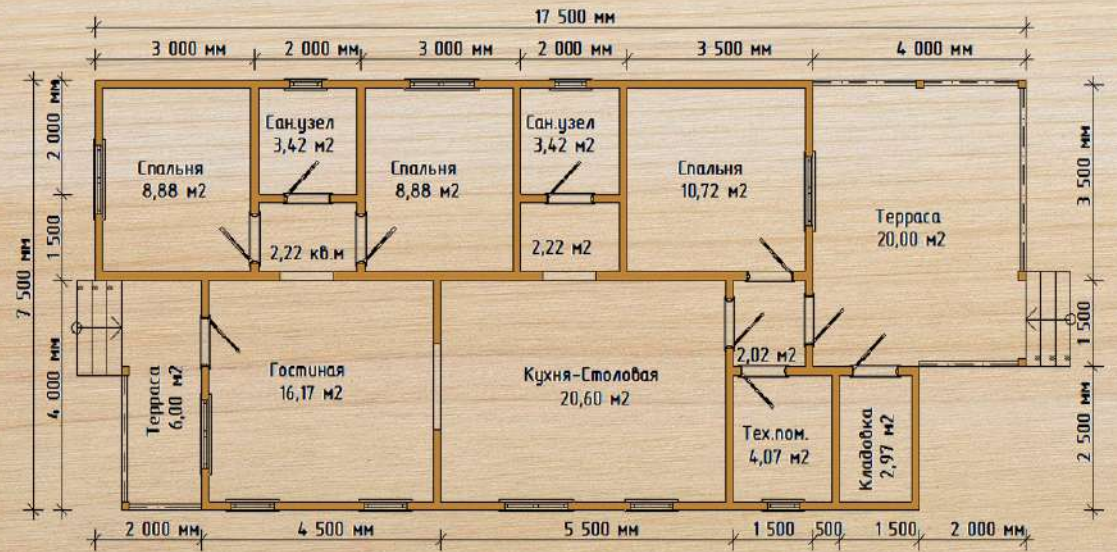 17 500 мм
3 000 мм
2 000 мм
3 000 мм
2 000 мм
3 500 мм
4 000 мм
7 500 мм
2 000 мм
1 500
4 000 мм
3 500 мм
1 500
2 500 мм
Спальня
8,88 м2
Сан.узел
3,42 м2
Спальня
8,88 м2
Сан.узел
3,42 м2
Спальня
10,72 м2
Терраса
20,00 м2
2,22 кв.м
2,22 м2
Терраса
6,00 м2
Гостиная
16,17 м2
Кухня-Столовая
20,60 м2
2,02 м2
Тех.пом.
4,07 м2
Кладовка
2,97 м2
2 000 мм
4 500 мм
5 500 мм
1 500
500
1 500
2 000 мм